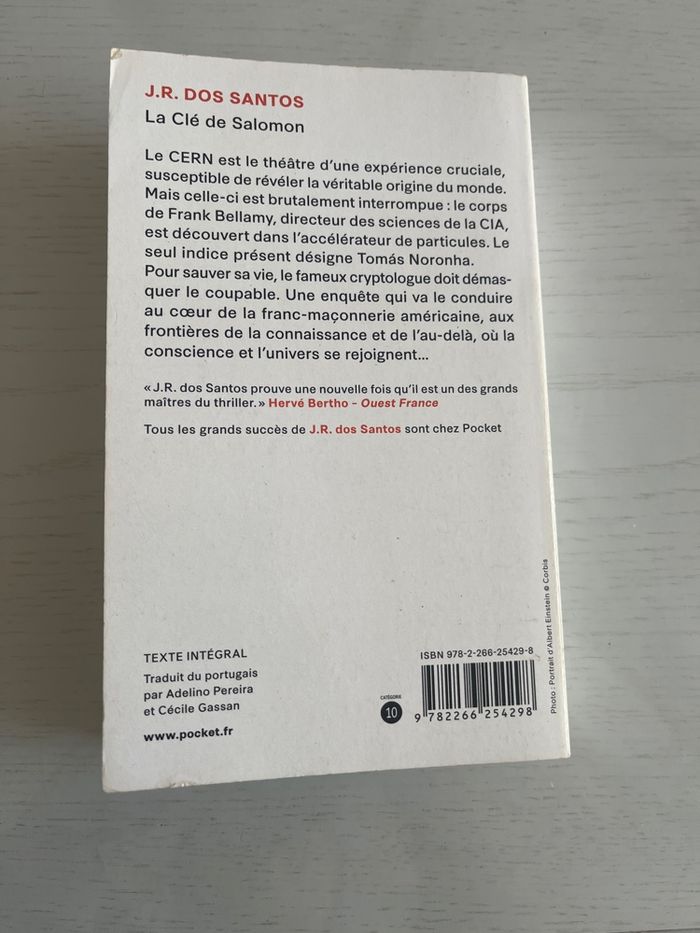 J.R. DOS SANTOS
La Clé de Salomon
Le CERN est le théâtre d'une expérience cruciale,
susceptible de révéler la véritable origine du monde.
Mais celle-ci est brutalement interrompue : le corps
de Frank Bellamy, directeur des sciences de la CIA,
est découvert dans l'accélérateur de particules. Le
seul indice présent désigne Tomás Noronha.
Pour sauver sa vie, le fameux cryptologue doit démas-
quer le coupable. Une enquête qui va le conduire
au cœur de la franc-maçonnerie américaine, aux
frontières de la connaissance et de l'au-delà, où la
conscience et l'univers se rejoignent...
« J.R. dos Santos prouve une nouvelle fois qu'il est un des grands
maîtres du thriller. » Hervé Bertho - Ouest France
Tous les grands succès de J.R. dos Santos sont chez Pocket
TEXTE INTÉGRAL
Traduit du portugais
par Adelino Pereira
et Cécile Gassan
www.pocket.fr
CATÉGORIE
10
ISBN 978-2-266-25429-8
9 782266 254298
Photo : Portrait d'Albert Einstein © Corbis